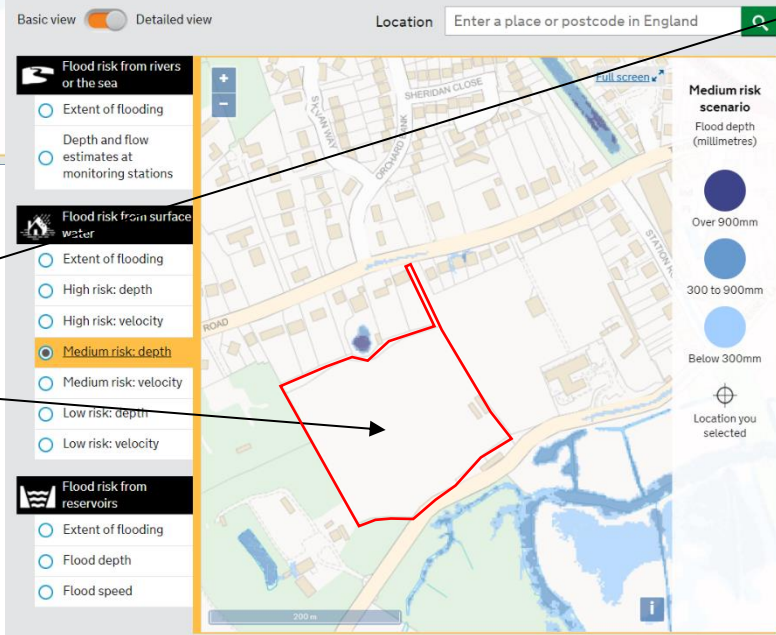 Basic view
Detailed view
Location
Enter a place or postcode in England
Flood risk from rivers
or the sea
Extent of flooding
Depth and flow
estimates at
monitoring stations
Flood risk from surface
water
Extent of flooding
High risk: depth
High risk: velocity
Medium risk: depth
Medium risk: velocity
Low risk: depth
Low risk: velocity
Flood risk from
reservoirs
Extent of flooding
Flood depth
Flood speed
+
−
Full screen
SHERIDAN CLOSE
ORCHARD
STATION
ROAD
200 m
i
Medium risk
scenario
Flood depth
(millimetres)
Over 900mm
300 to 900mm
Below 300mm
Location you
selected